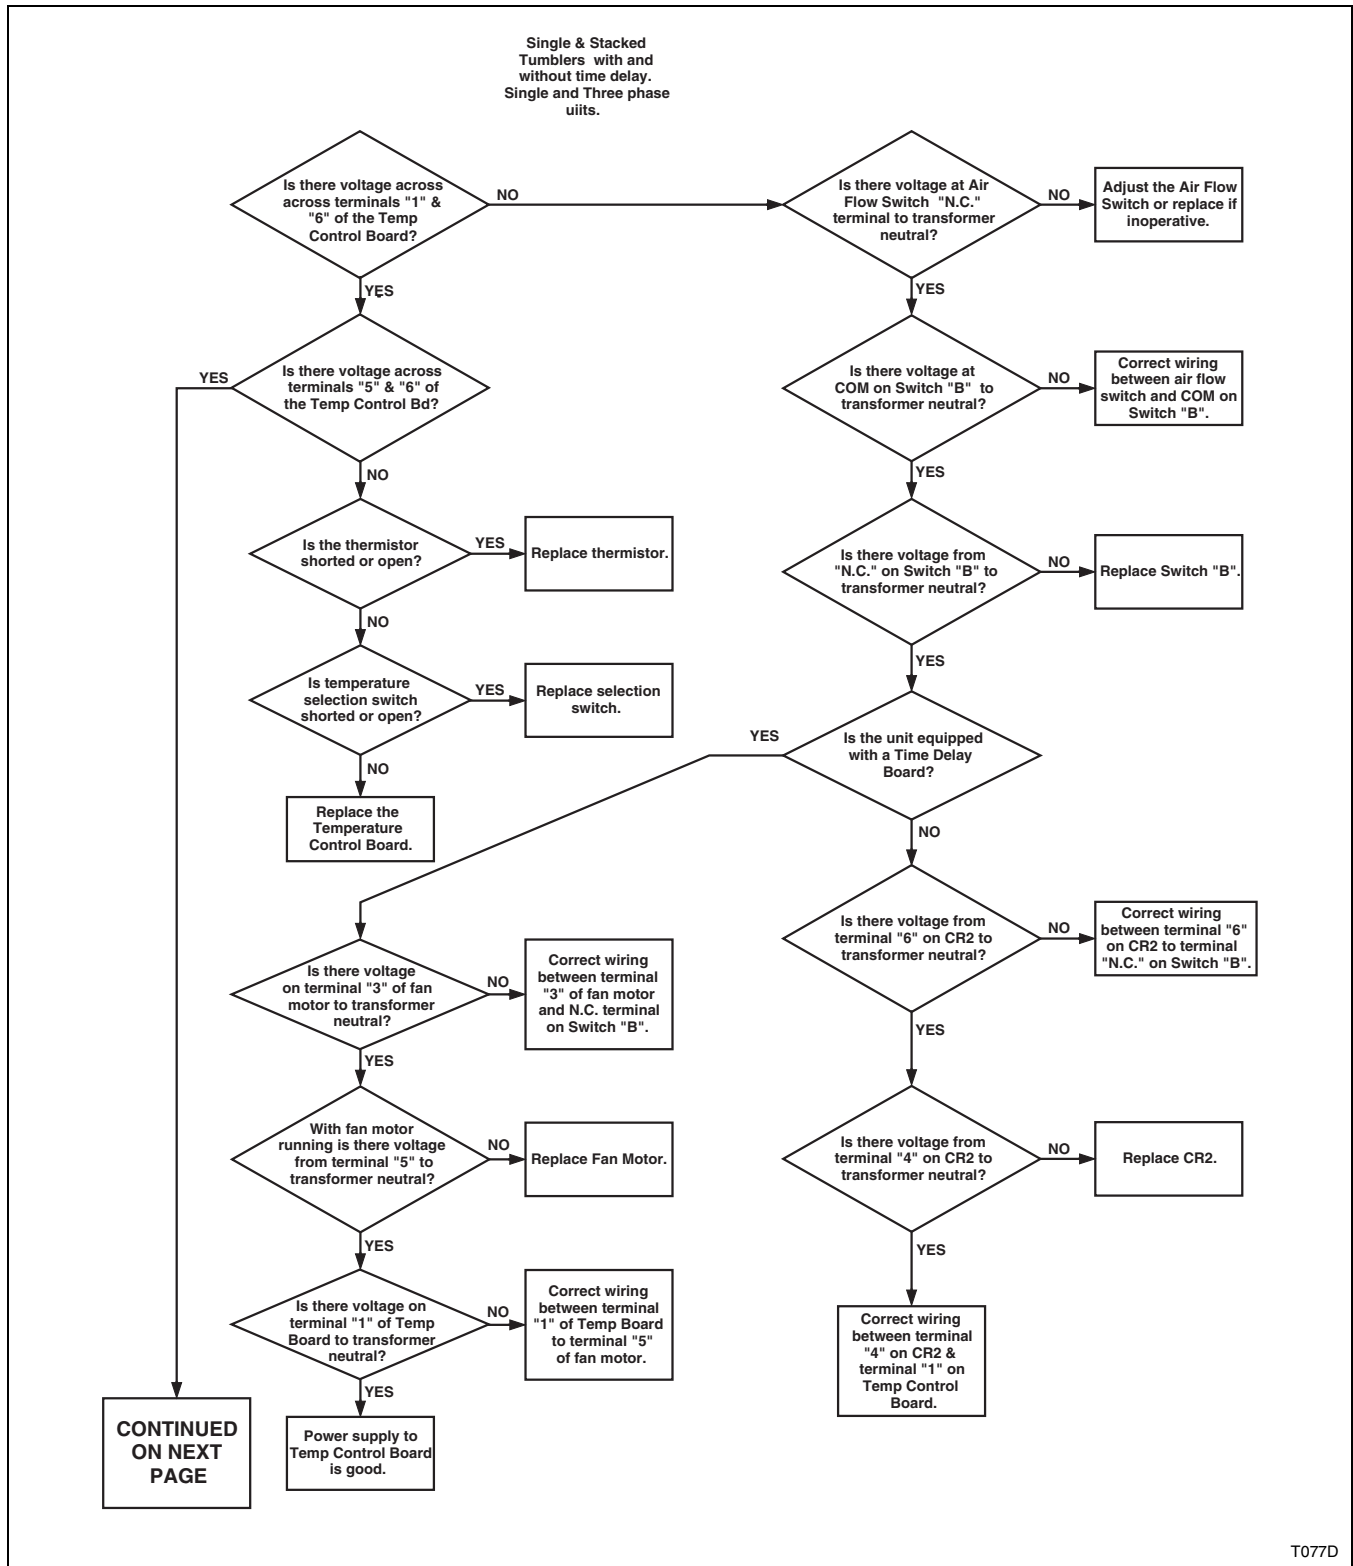 Single & Stacked
Tumblers with and
without time delay.
Single and Three phase
uiits.
Is there voltage across
across terminals "1" &
"6" of the Temp
Control Board?
NO
YES
Is there voltage at Air
Flow Switch "N.C."
terminal to transformer
neutral?
NO
YES
Adjust the Air Flow
Switch or replace if
inoperative.
Is there voltage across
terminals "5" & "6" of
the Temp Control Bd?
YES
NO
Is there voltage at
COM on Switch "B" to
transformer neutral?
NO
YES
Correct wiring
between air flow
switch and COM on
Switch "B".
Is the thermistor
shorted or open?
YES
NO
Replace thermistor.
Is there voltage from
"N.C." on Switch "B" to
transformer neutral?
NO
YES
Replace Switch "B".
Is temperature
selection switch
shorted or open?
YES
NO
Replace selection
switch.
Replace the
Temperature
Control Board.
Is the unit equipped
with a Time Delay
Board?
YES
NO
Is there voltage from
terminal "6" on CR2 to
transformer neutral?
NO
YES
Correct wiring
between terminal "6"
on CR2 to terminal
"N.C." on Switch "B".
Is there voltage
on terminal "3" of fan
motor to transformer
neutral?
NO
YES
Correct wiring
between terminal
"3" of fan motor
and N.C. terminal
on Switch "B".
With fan motor
running is there voltage
from terminal "5" to
transformer neutral?
NO
YES
Replace Fan Motor.
Is there voltage from
terminal "4" on CR2 to
transformer neutral?
NO
YES
Replace CR2.
Is there voltage on
terminal "1" of Temp
Board to transformer
neutral?
NO
YES
Correct wiring
between terminal
"1" of Temp Board
to terminal "5"
of fan motor.
Correct wiring
between terminal
"4" on CR2 &
terminal "1" on
Temp Control
Board.
CONTINUED
ON NEXT
PAGE
Power supply to
Temp Control Board
is good.
T077D